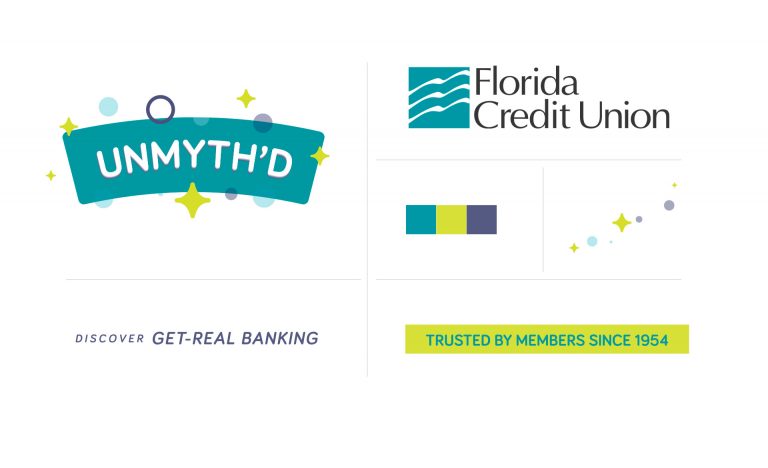 UNMYTH'D
Florida
Credit Union
DISCOVER GET-REAL BANKING
TRUSTED BY MEMBERS SINCE 1954